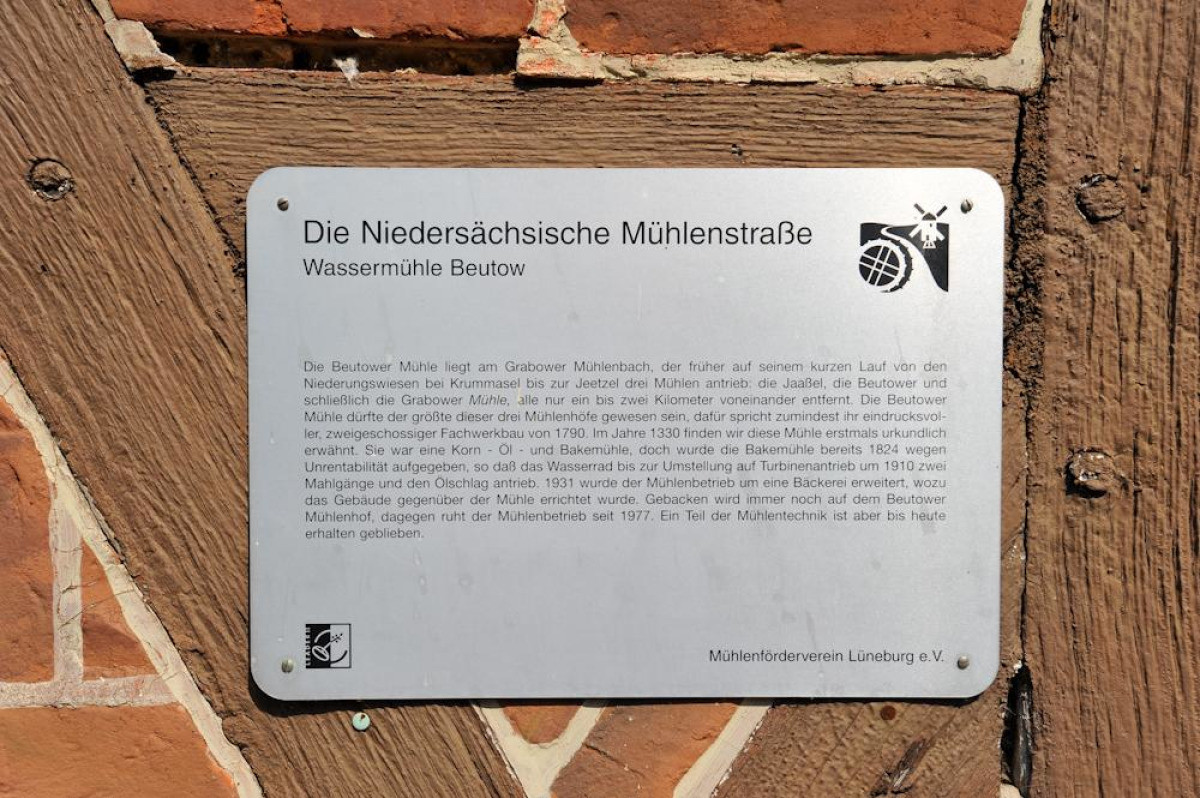 Die Niedersächsische Mühlenstraße
Wassermühle Beutow
Die Beutower Mühle liegt am Grabower Mühlenbach, der früher auf seinem kurzen Lauf von den
Niederungswiesen bei Krummasel bis zur Jeetzel drei Mühlen antrieb: die Jaaßel, die Beutower und
schließlich die Grabower Mühle, alle nur ein bis zwei Kilometer voneinander entfernt. Die Beutower
Mühle dürfte der größte dieser drei Mühlenhöfe gewesen sein, dafür spricht zumindest ihr eindrucksvol-
ler, zweigeschossiger Fachwerkbau von 1790. Im Jahre 1330 finden wir diese Mühle erstmals urkundlich
erwähnt. Sie war eine Korn - Öl - und Bakemühle, doch wurde die Bakemühle bereits 1824 wegen
Unrentabilität aufgegeben, so daß das Wasserrad bis zur Umstellung auf Turbinenantrieb um 1910 zwei
Mahlgänge und den Ölschlag antrieb. 1931 wurde der Mühlenbetrieb um eine Bäckerei erweitert, wozu
das Gebäude gegenüber der Mühle errichtet wurde. Gebacken wird immer noch auf dem Beutower
Mühlenhof, dagegen ruht der Mühlenbetrieb seit 1977. Ein Teil der Mühlentechnik ist aber bis heute
erhalten geblieben.
LEADER II
Mühlenförderverein Lüneburg e.V.